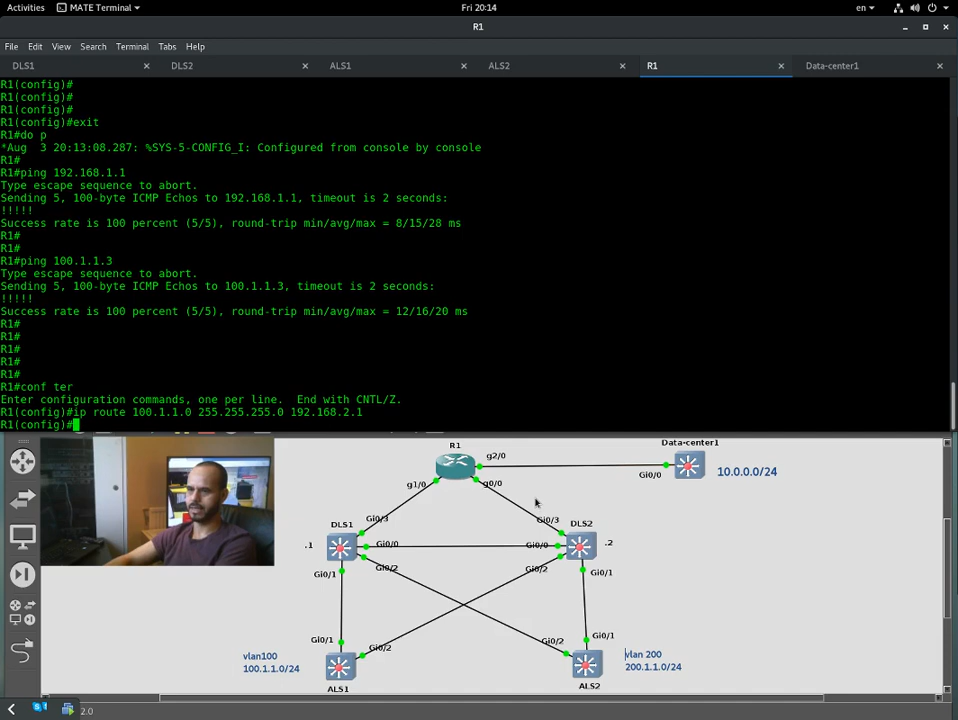 Activities MATE Terminal Fri 20:14 en
R1
File Edit View Search Terminal Tabs Help
DLS1 × DLS2 × ALS1 × ALS2 × R1 × Data-center1 ×
R1(config)#
R1(config)#
R1(config)#
R1(config)#exit
R1#do p
*Aug  3 20:13:08.287: %SYS-5-CONFIG_I: Configured from console by console
R1#
R1#ping 192.168.1.1
Type escape sequence to abort.
Sending 5, 100-byte ICMP Echos to 192.168.1.1, timeout is 2 seconds:
!!!!!
Success rate is 100 percent (5/5), round-trip min/avg/max = 8/15/28 ms
R1#
R1#
R1#ping 100.1.1.3
Type escape sequence to abort.
Sending 5, 100-byte ICMP Echos to 100.1.1.3, timeout is 2 seconds:
!!!!!
Success rate is 100 percent (5/5), round-trip min/avg/max = 12/16/20 ms
R1#
R1#
R1#
R1#
R1#
R1#conf ter
Enter configuration commands, one per line.  End with CNTL/Z.
R1(config)#ip route 100.1.1.0 255.255.255.0 192.168.2.1
R1(config)#
R1 Data-center1
g2/0
Gi0/0 10.0.0.0/24
g1/0 g0/0
Gi0/3 Gi0/3
DLS1 DLS2
.1 Gi0/0 Gi0/0 .2
Gi0/1 Gi0/2 Gi0/2 Gi0/1
Gi0/1 Gi0/2 Gi0/2 Gi0/1
vlan100 vlan 200
100.1.1.0/24 200.1.1.0/24
ALS1 ALS2
2.0